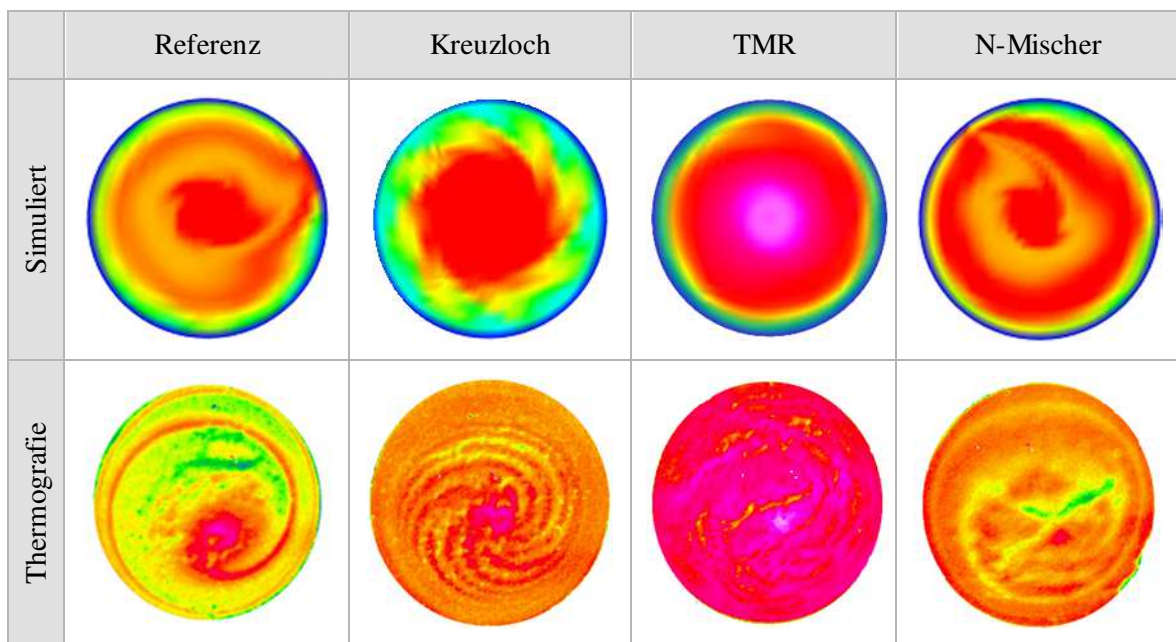 Referenz
Kreuzloch
TMR
N-Mischer
Simuliert
Thermografie